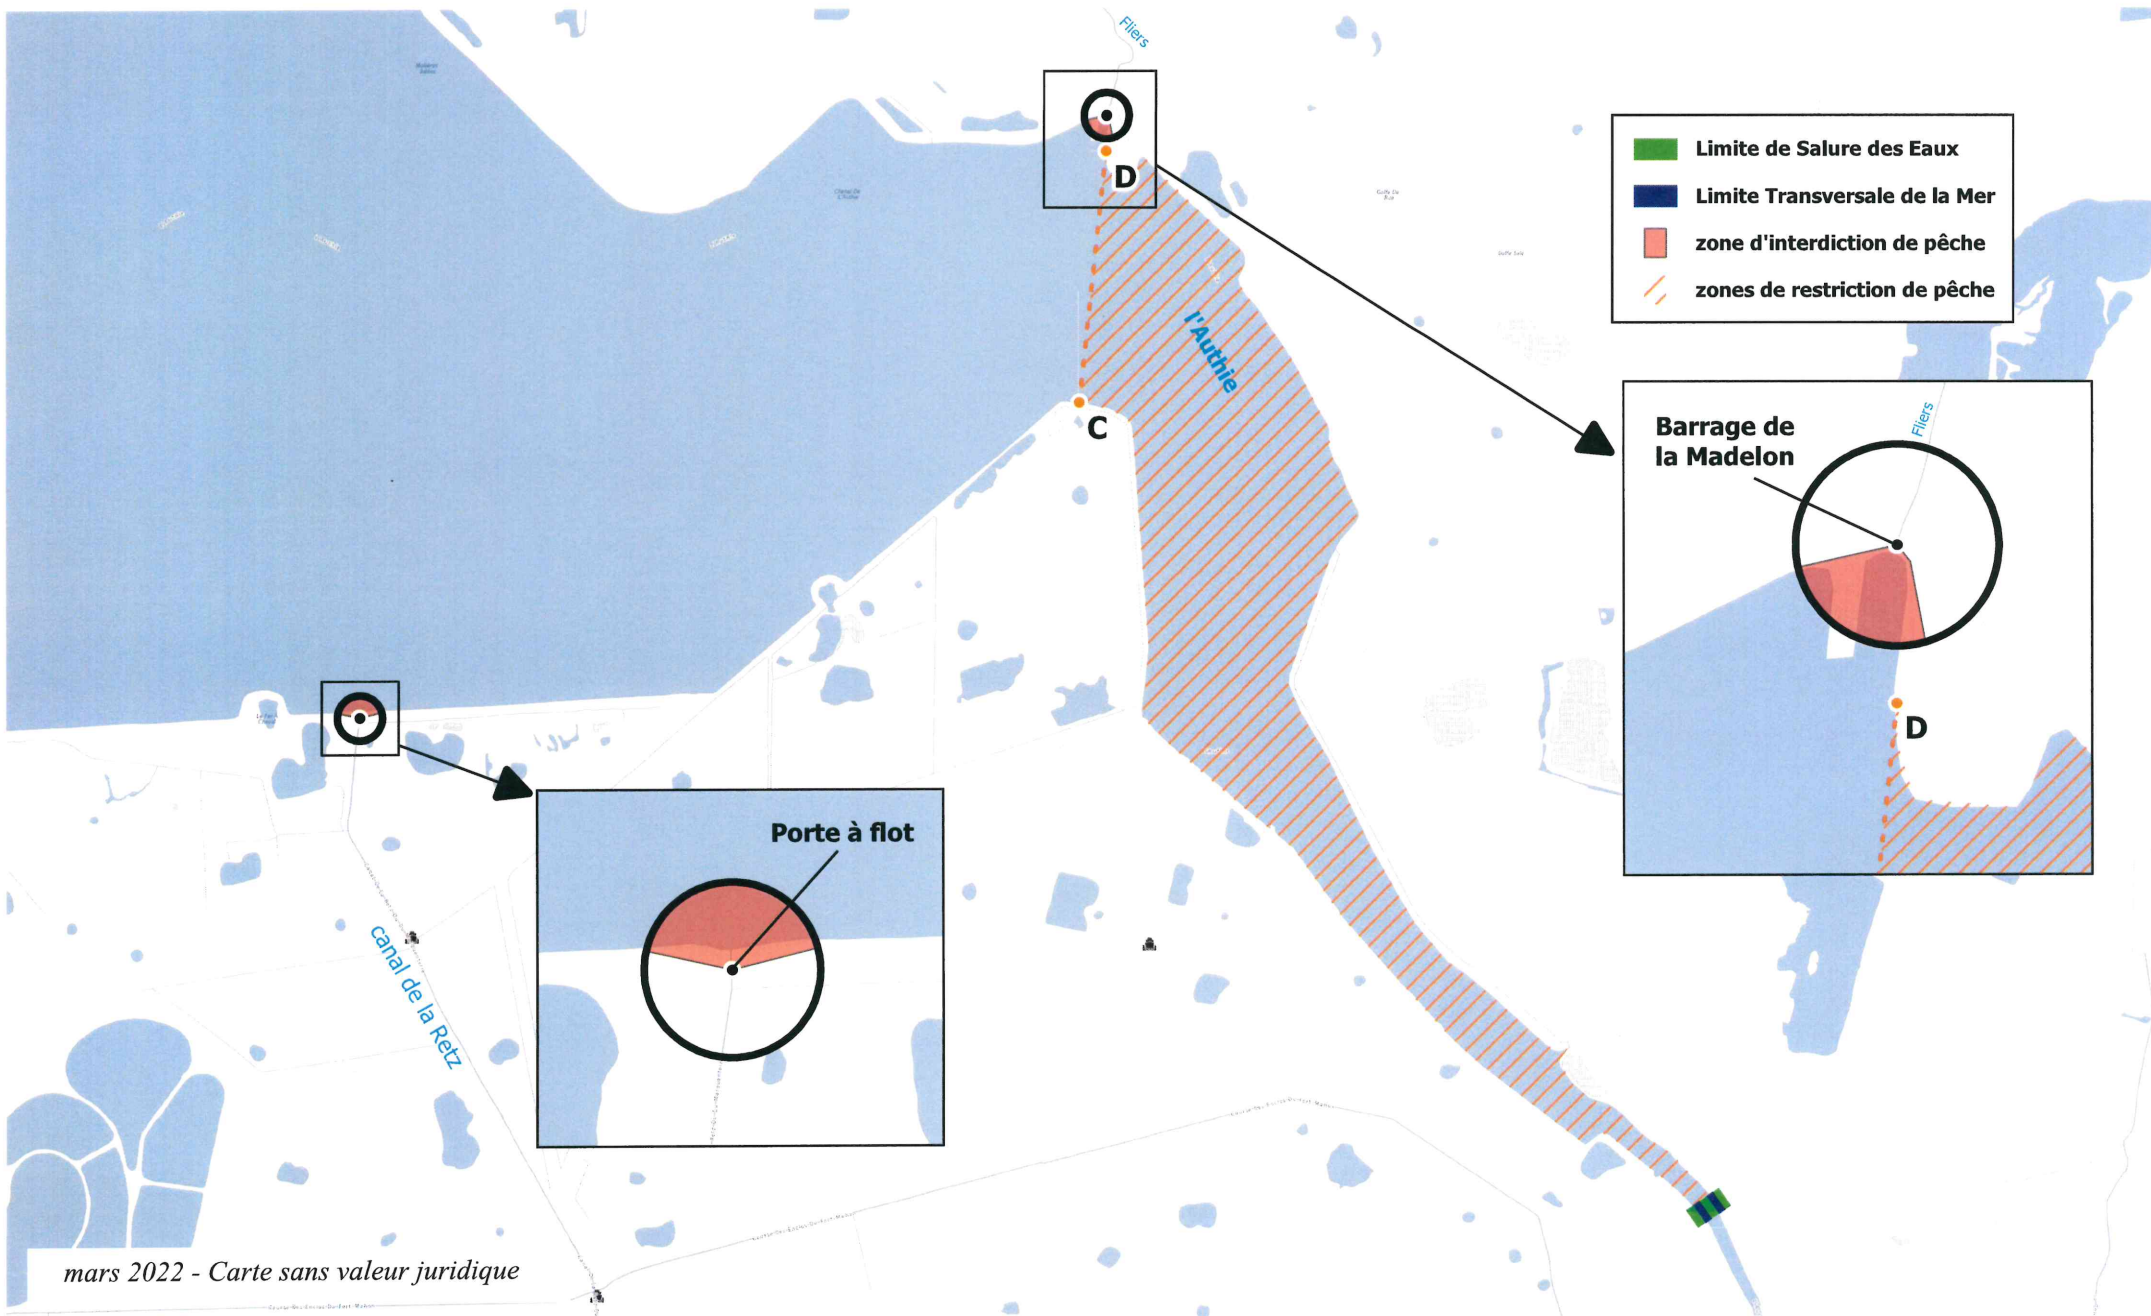 Fliers
D
Limite de Salure des Eaux
Limite Transversale de la Mer
zone d'interdiction de pêche
zones de restriction de pêche
l'Authie
C
Barrage de
la Madelon
Fliers
D
Porte à flot
canal de la Retz
mars 2022 - Carte sans valeur juridique